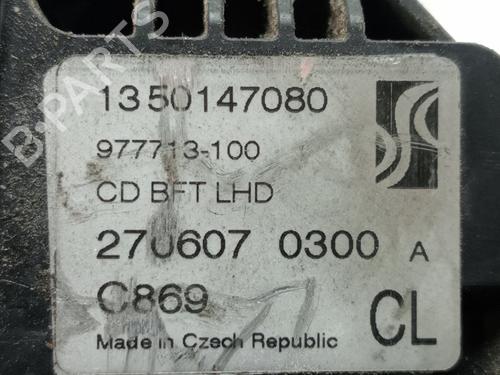 1350147080
977713-100
CD BFT LHD
270607 0300 A
C869
CL
Made in Czech Republic
B-PARTS